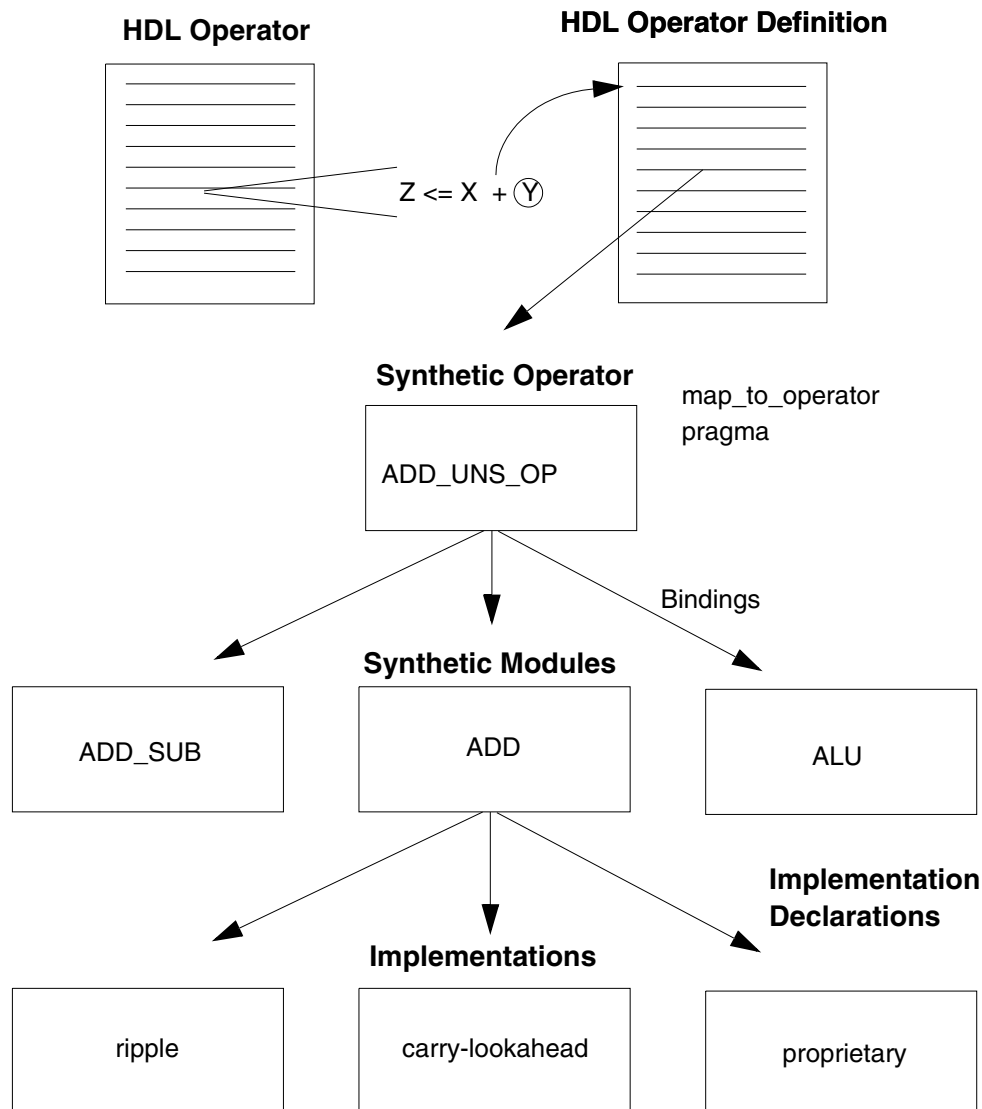 HDL Operator
HDL Operator Definition
Z <= X + Y
Synthetic Operator
map_to_operator
pragma
ADD_UNS_OP
Bindings
Synthetic Modules
ADD_SUB
ADD
ALU
Implementation
Declarations
Implementations
ripple
carry-lookahead
proprietary